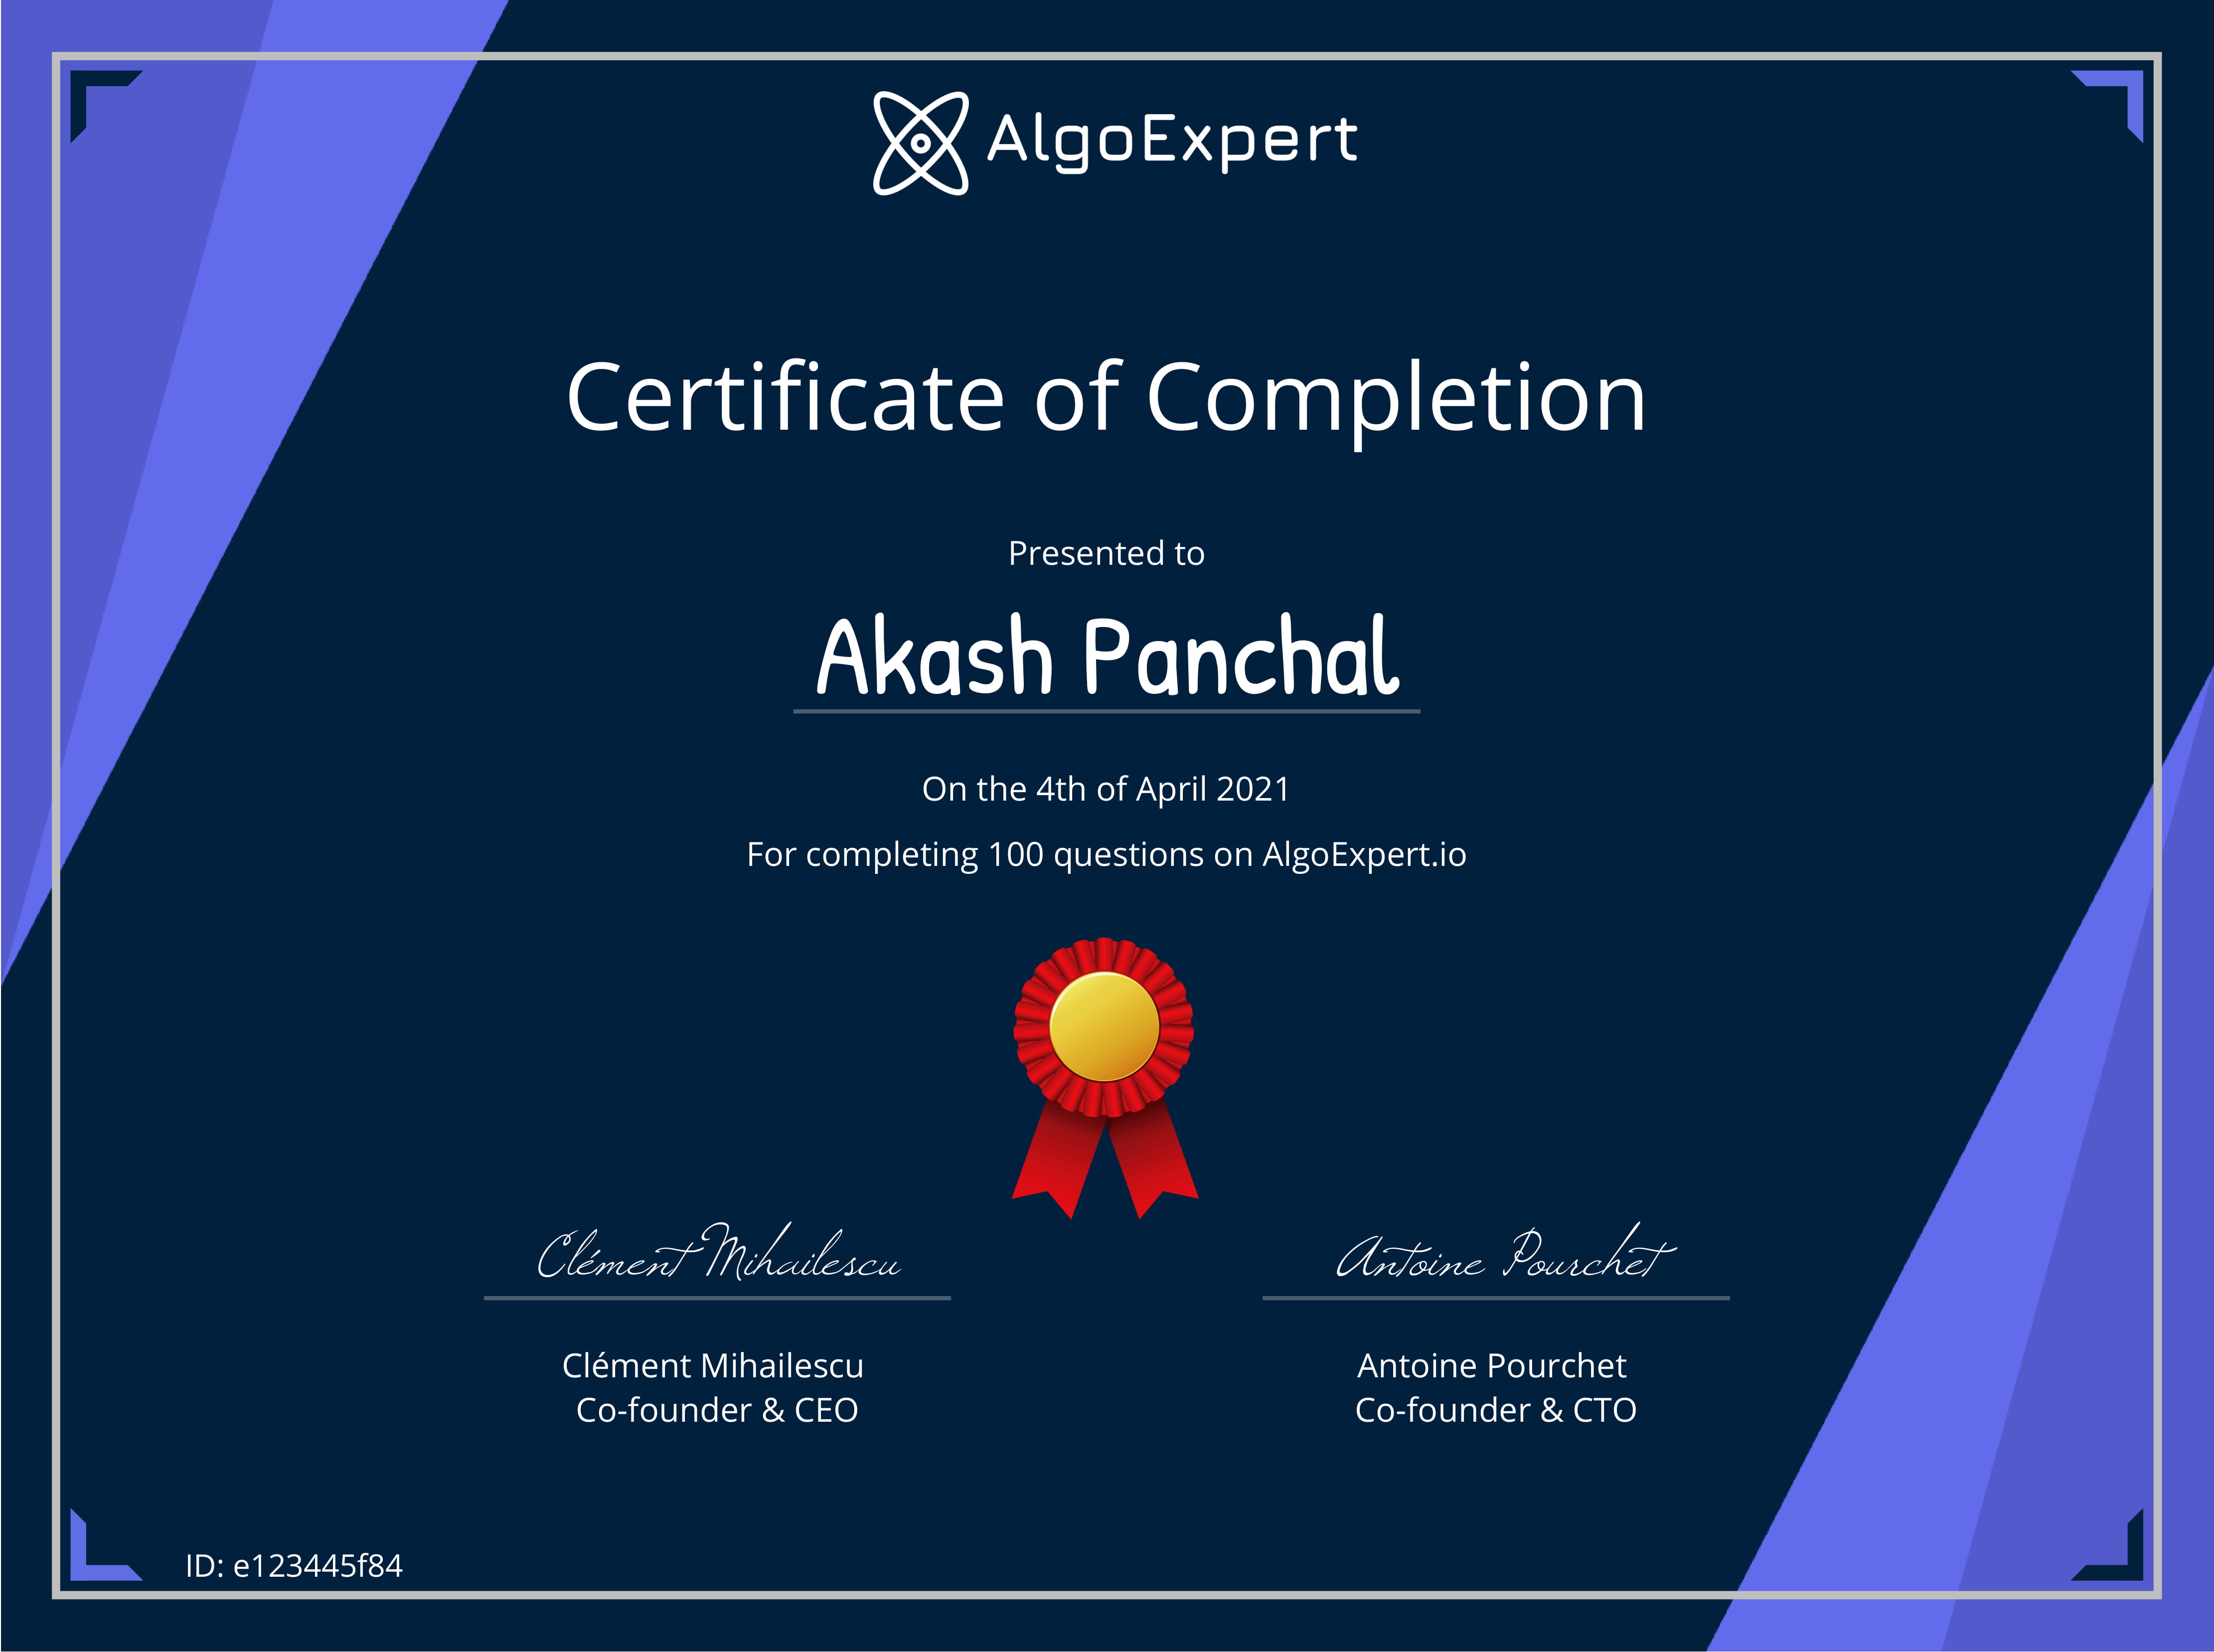 AlgoExpert
Certificate of Completion
Presented to
Akash Panchal
On the 4th of April 2021
For completing 100 questions on AlgoExpert.io
Clément Mihailescu
Antoine Pourchet
Clément Mihailescu
Co-founder & CEO
Antoine Pourchet
Co-founder & CTO
ID: e123445f84